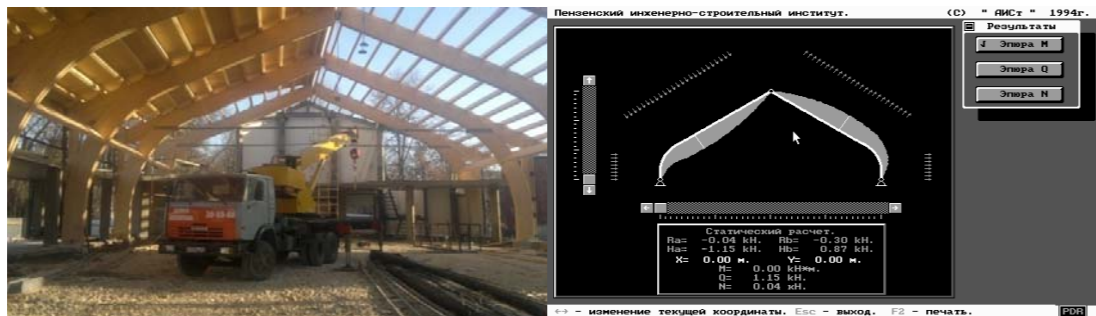 Пензенский инженерно-строительный институт. (C) " АИСт " 1994г.
Результаты
Эпюра M
Эпюра Q
Эпюра N
Статический расчет.
Ra= -0.04 kH. Rb= -0.30 kH.
Ha= -1.15 kH. Hb= 0.87 kH.
X= 0.00 м. Y= 0.00 м.
M= 0.00 kH*м.
Q= 1.15 kH.
N= 0.04 кH.
↔ - изменение текущей координаты. Esc - выход. F2 - печать.
PDR